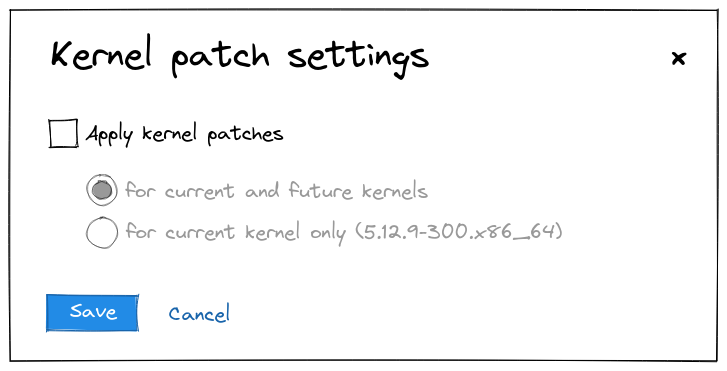 Kernel patch settings
x
Apply kernel patches
for current and future kernels
for current kernel only (5.12.9-300.x86_64)
Save
Cancel